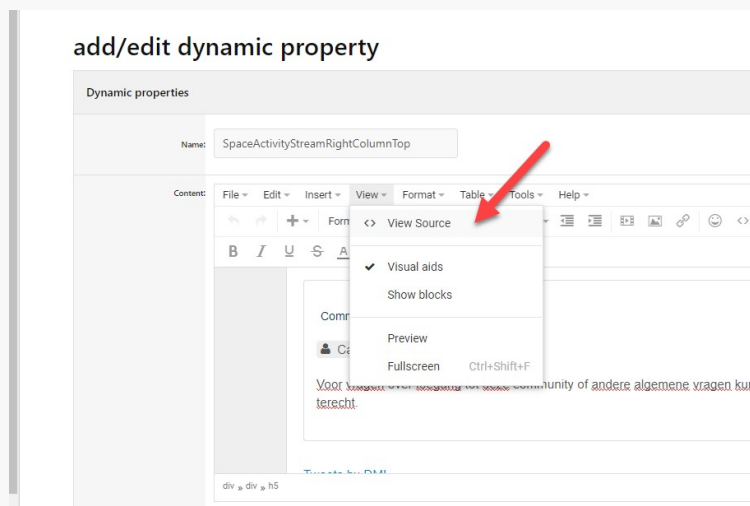 add/edit dynamic property
Dynamic properties
Name: SpaceActivityStreamRightColumnTop
Content: File Edit Insert View Format Table Tools Help
View Source
B I U S A
Visual aids
Show blocks
Preview
Fullscreen Ctrl+Shift+F
Voor vragen over toegang tot deze community of andere algemene vragen
terecht.
Tweets by
div » div » h5